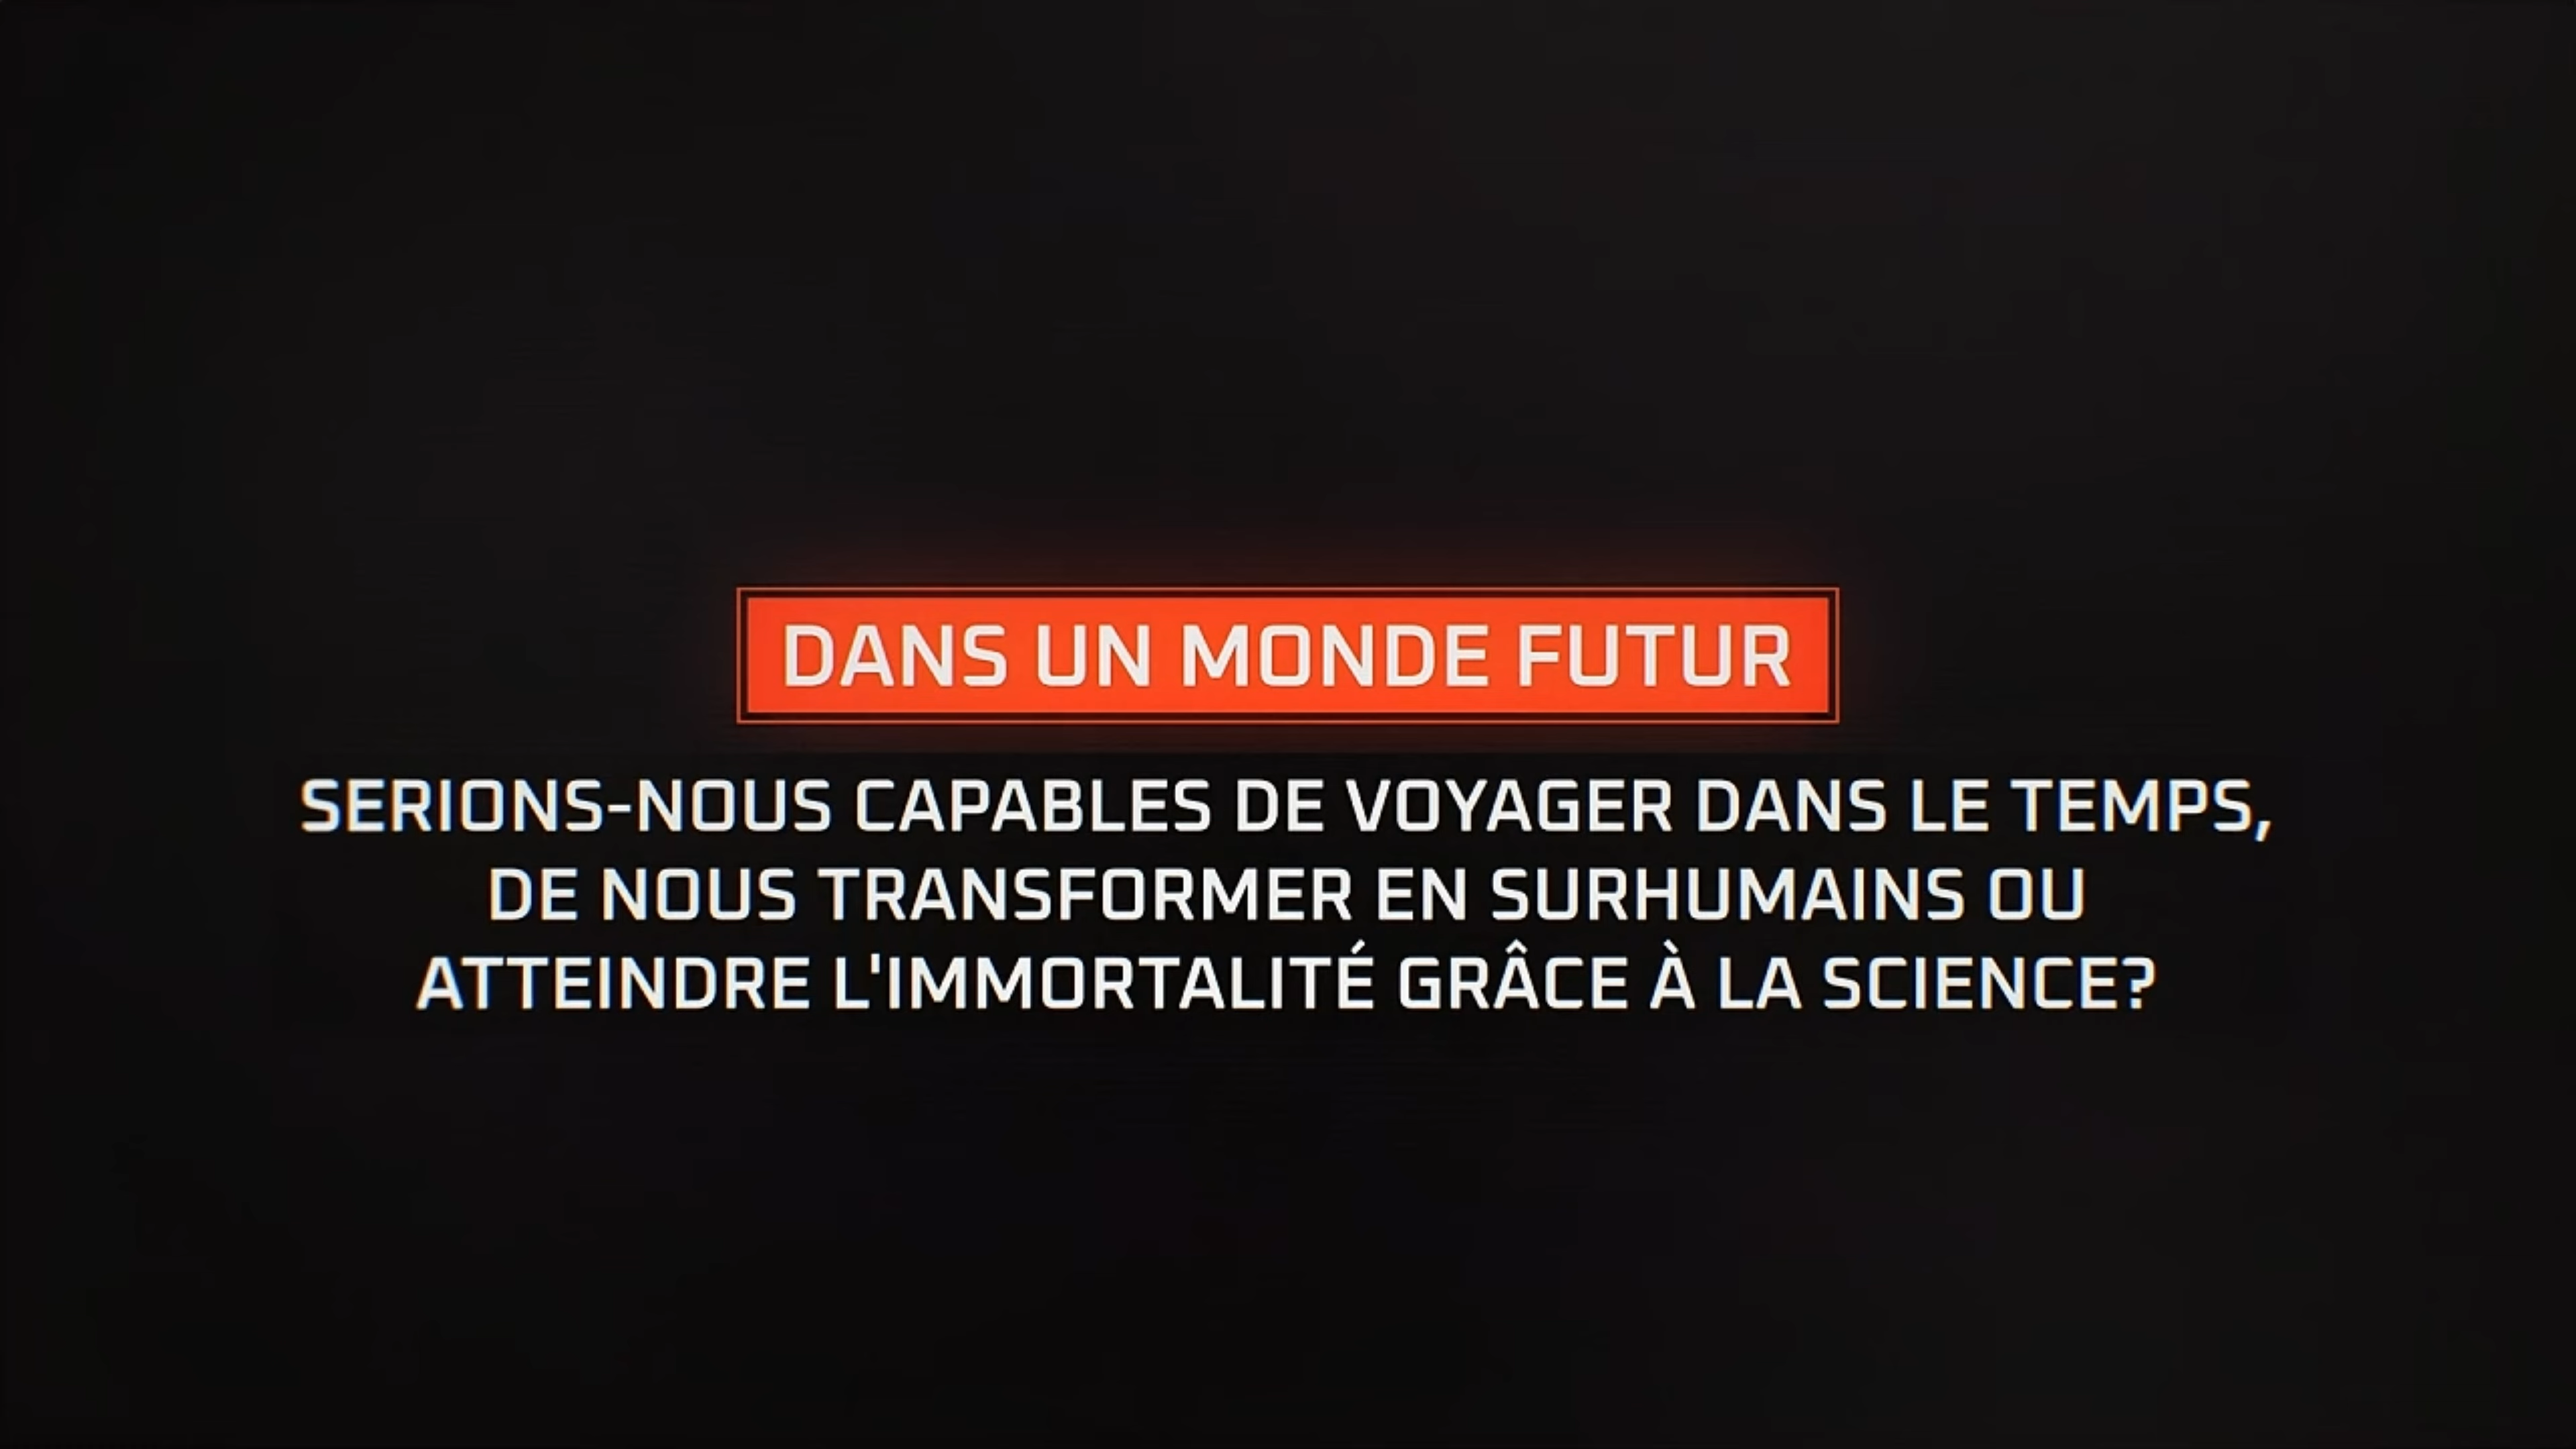 DANS UN MONDE FUTUR
SERIONS-NOUS CAPABLES DE VOYAGER DANS LE TEMPS,
DE NOUS TRANSFORMER EN SURHUMAINS OU
ATTEINDRE L'IMMORTALITÉ GRÂCE À LA SCIENCE?